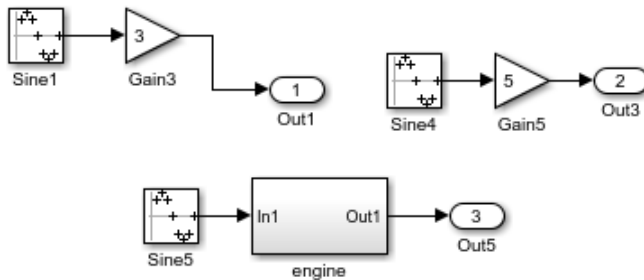 3
Sine1
Gain3
1
Out1
5
Sine4
Gain5
2
Out3
In1
Out1
Sine5
engine
3
Out5